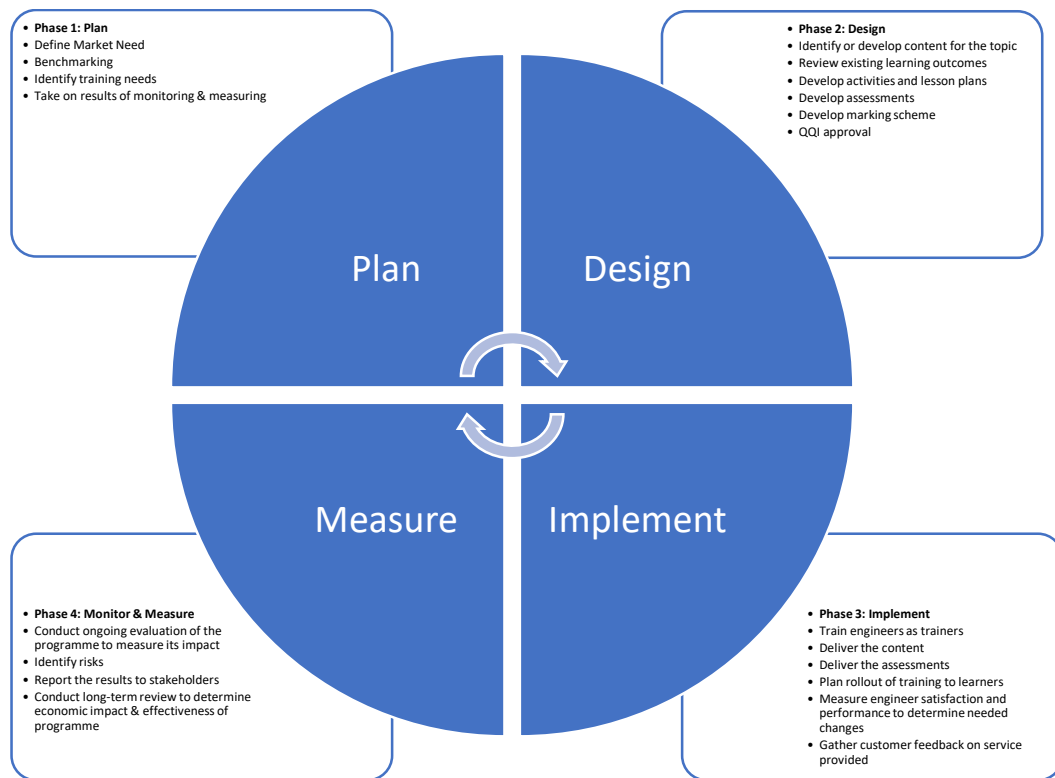 • Phase 1: Plan
• Define Market Need
• Benchmarking
• Identify training needs
• Take on results of monitoring & measuring
• Phase 2: Design
• Identify or develop content for the topic
• Review existing learning outcomes
• Develop activities and lesson plans
• Develop assessments
• Develop marking scheme
• QQI approval
Plan
Design
Measure
Implement
• Phase 4: Monitor & Measure
• Conduct ongoing evaluation of the
programme to measure its impact
• Identify risks
• Report the results to stakeholders
• Conduct long-term review to determine
economic impact & effectiveness of
programme
• Phase 3: Implement
• Train engineers as trainers
• Deliver the content
• Deliver the assessments
• Plan rollout of training to learners
• Measure engineer satisfaction and
performance to determine needed
changes
• Gather customer feedback on service
provided